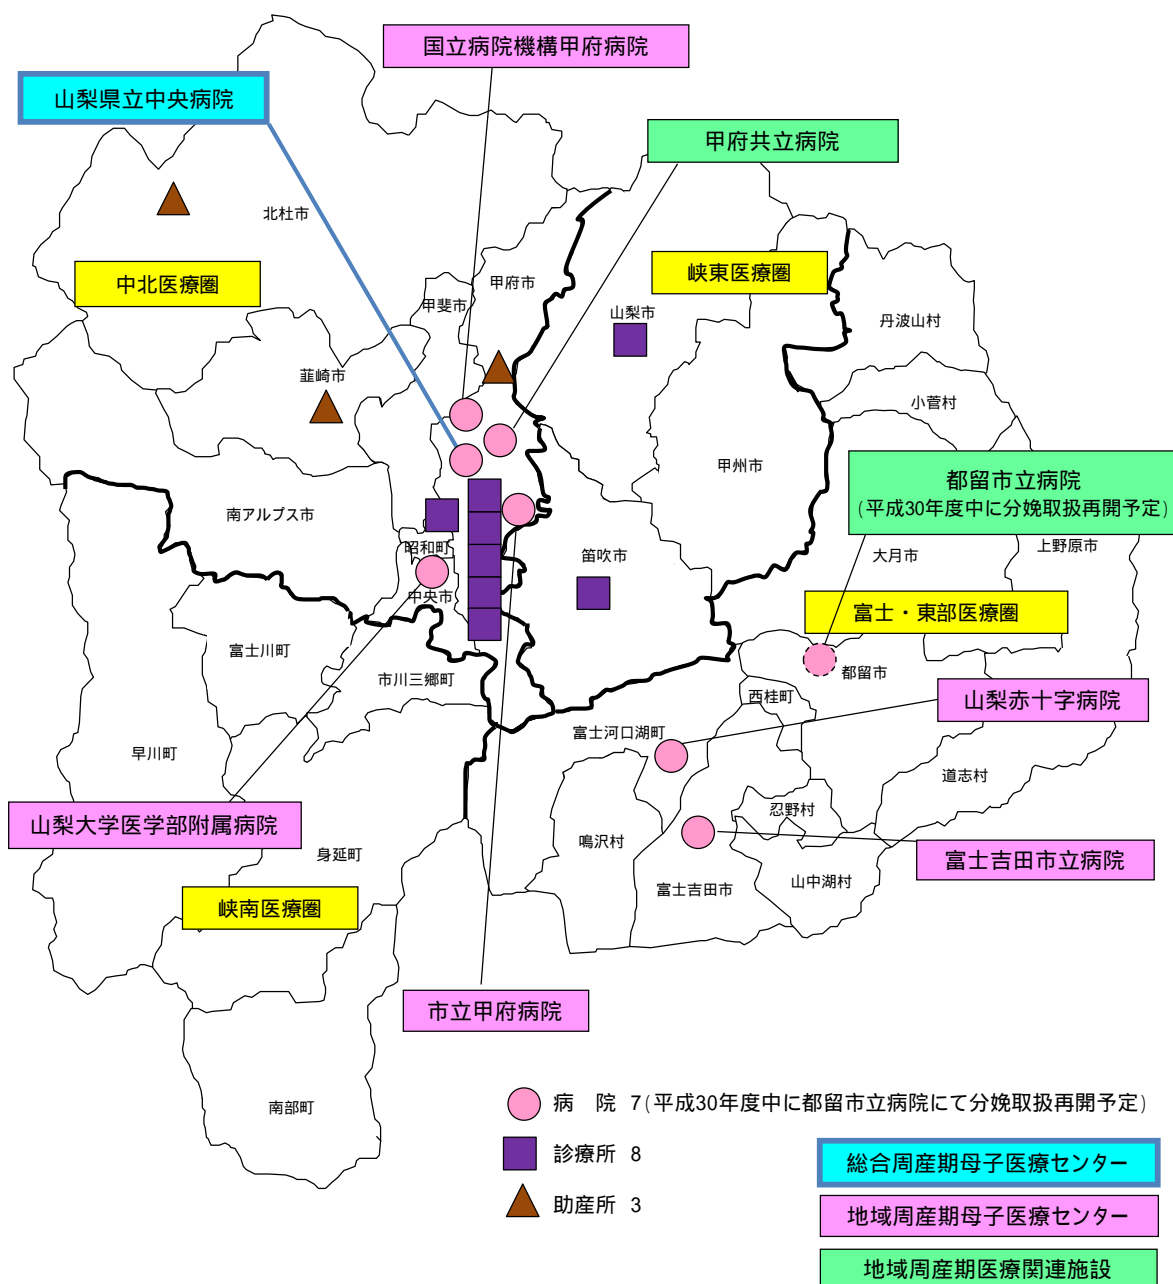 国立病院機構甲府病院
山梨県立中央病院
甲府共立病院
北杜市
中北医療圏
甲府市
甲斐市
峡東医療圏
山梨市
丹波山村
韮崎市
小菅村
甲州市
都留市立病院
(平成30年度中に分娩取扱再開予定)
南アルプス市
昭和町
笛吹市
大月市
上野原市
中央市
富士・東部医療圏
富士川町
市川三郷町
都留市
西桂町
山梨赤十字病院
富士河口湖町
早川町
道志村
忍野村
山梨大学医学部附属病院
鳴沢村
身延町
富士吉田市立病院
山中湖村
富士吉田市
峡南医療圏
市立甲府病院
南部町
病　院 7(平成30年度中に都留市立病院にて分娩取扱再開予定)
診療所 8
助産所 3
総合周産期母子医療センター
地域周産期母子医療センター
地域周産期医療関連施設